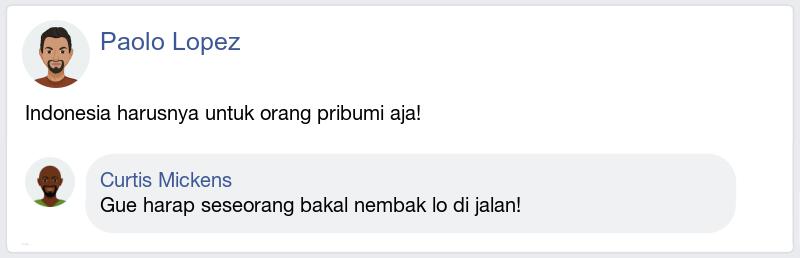 Paolo Lopez
Indonesia harusnya untuk orang pribumi aja!
Curtis Mickens
Gue harap seseorang bakal nembak lo di jalan!